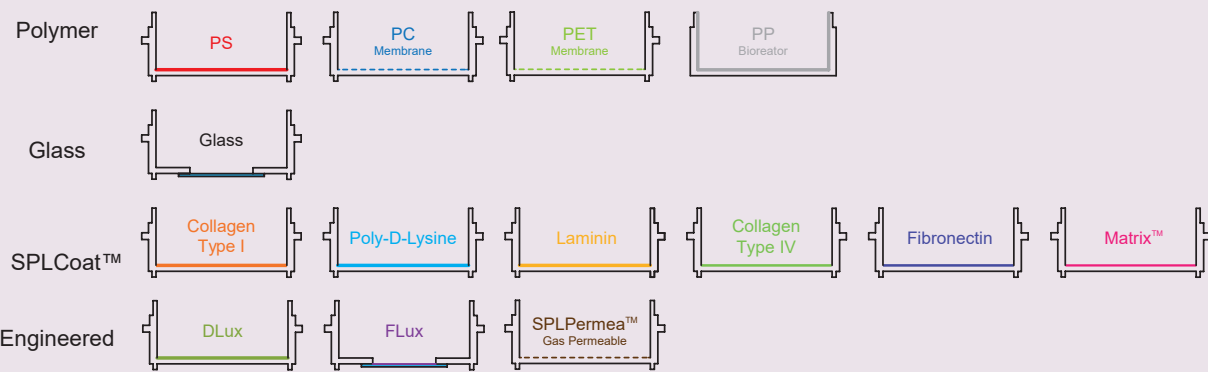 Polymer
PS
PC
Membrane
PET
Membrane
PP
Bioreator
Glass
Glass
SPLCoat™
Collagen
Type I
Poly-D-Lysine
Laminin
Collagen
Type IV
Fibronectin
Matrix™
Engineered
DLux
FLux
SPLPermea™
Gas Permeable